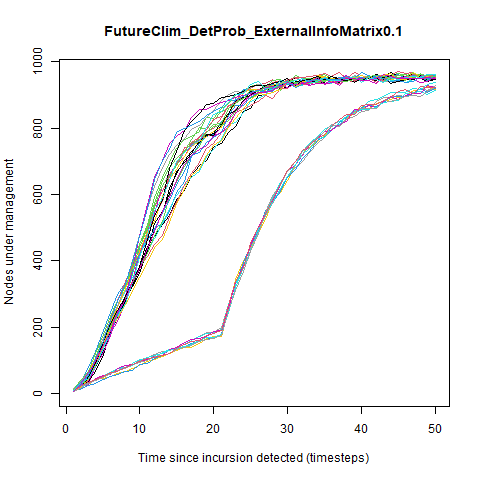 FutureClim_DetProb_ExternalInfoMatrix0.1
Nodes under management
1000
800
600
400
200
0
0 10 20 30 40 50
Time since incursion detected (timesteps)